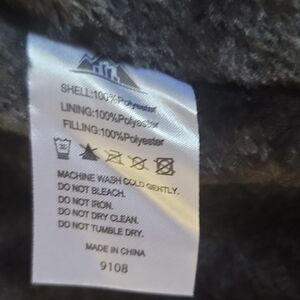 SHELL:100%Polyester
LINING:100%Polyester
FILLING:100%Polyester
MACHINE WASH COLD GENTLY.
DO NOT BLEACH.
DO NOT IRON.
DO NOT DRY CLEAN.
DO NOT TUMBLE DRY.
MADE IN CHINA
9108